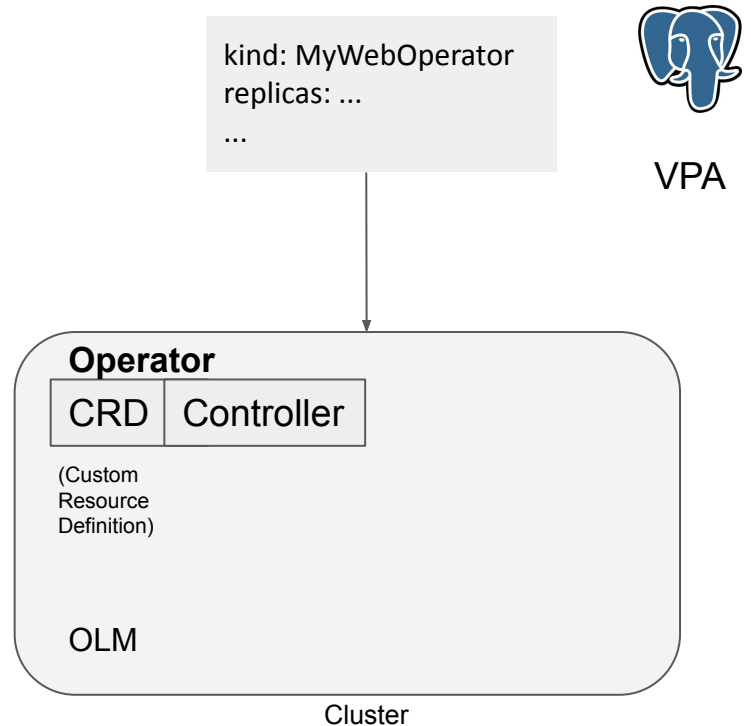 kind: MyWebOperator
replicas: ...
...
VPA
Operator
CRD
Controller
(Custom
Resource
Definition)
OLM
Cluster